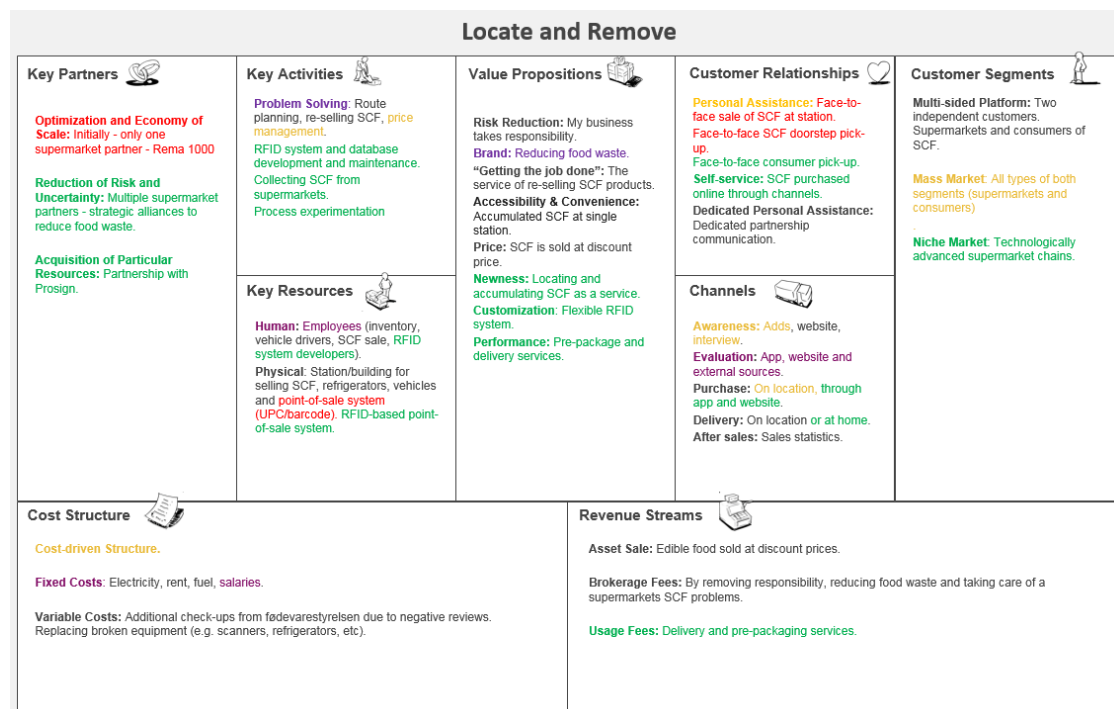 Locate and Remove
Key Partners
Optimization and Economy of
Scale: Initially - only one
supermarket partner - Rema 1000
Reduction of Risk and
Uncertainty: Multiple supermarket
partners - strategic alliances to
reduce food waste.
Acquisition of Particular
Resources: Partnership with
Prosign.
Key Activities
Problem Solving: Route
planning, re-selling SCF, price
management.
RFID system and database
development and maintenance.
Collecting SCF from
supermarkets.
Process experimentation
Key Resources
Human: Employees (inventory,
vehicle drivers, SCF sale, RFID
system developers).
Physical: Station/building for
selling SCF, refrigerators, vehicles
and point-of-sale system
(UPC/barcode). RFID-based point-
of-sale system.
Value Propositions
Risk Reduction: My business
takes responsibility.
Brand: Reducing food waste.
“Getting the job done”: The
service of re-selling SCF products.
Accessibility & Convenience:
Accumulated SCF at single
station.
Price: SCF is sold at discount
price.
Newness: Locating and
accumulating SCF as a service.
Customization: Flexible RFID
system.
Performance: Pre-package and
delivery services.
Customer Relationships
Personal Assistance: Face-to-
face sale of SCF at station.
Face-to-face SCF doorstep pick-
up.
Face-to-face consumer pick-up.
Self-service: SCF purchased
online through channels.
Dedicated Personal Assistance:
Dedicated partnership
communication.
Channels
Awareness: Adds, website,
interview.
Evaluation: App, website and
external sources.
Purchase: On location, through
app and website.
Delivery: On location or at home.
After sales: Sales statistics.
Customer Segments
Multi-sided Platform: Two
independent customers.
Supermarkets and consumers of
SCF.
Mass Market: All types of both
segments (supermarkets and
consumers)
.
Niche Market: Technologically
advanced supermarket chains.
Cost Structure
Cost-driven Structure.
Fixed Costs: Electricity, rent, fuel, salaries.
Variable Costs: Additional check-ups from fødevarestyrelsen due to negative reviews.
Replacing broken equipment (e.g. scanners, refrigerators, etc).
Revenue Streams
Asset Sale: Edible food sold at discount prices.
Brokerage Fees: By removing responsibility, reducing food waste and taking care of a
supermarkets SCF problems.
Usage Fees: Delivery and pre-packaging services.